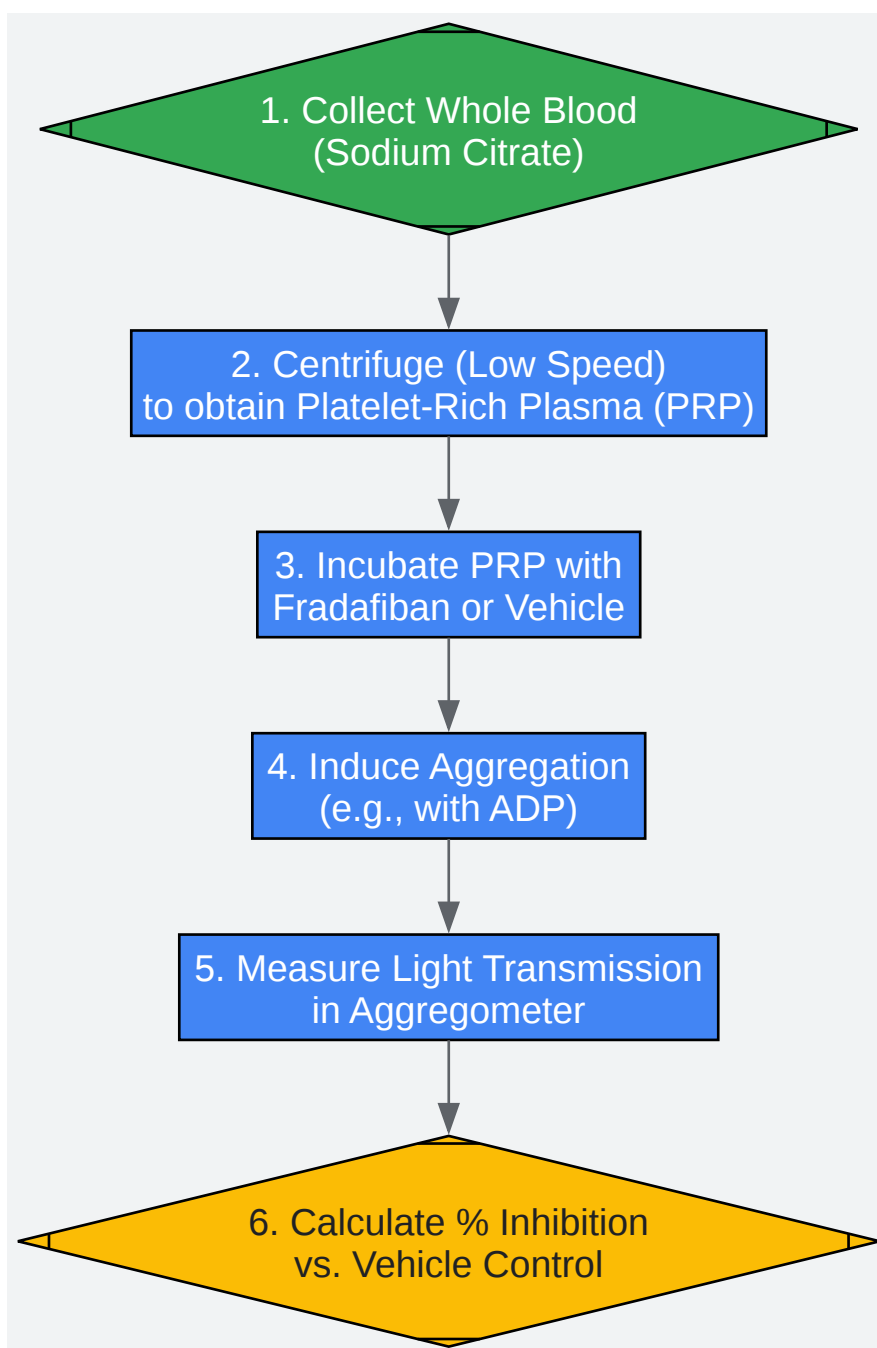 1. Collect Whole Blood
(Sodium Citrate)
2. Centrifuge (Low Speed)
to obtain Platelet-Rich Plasma (PRP)
3. Incubate PRP with
Fradafiban or Vehicle
4. Induce Aggregation
(e.g., with ADP)
5. Measure Light Transmission
in Aggregometer
6. Calculate % Inhibition
vs. Vehicle Control